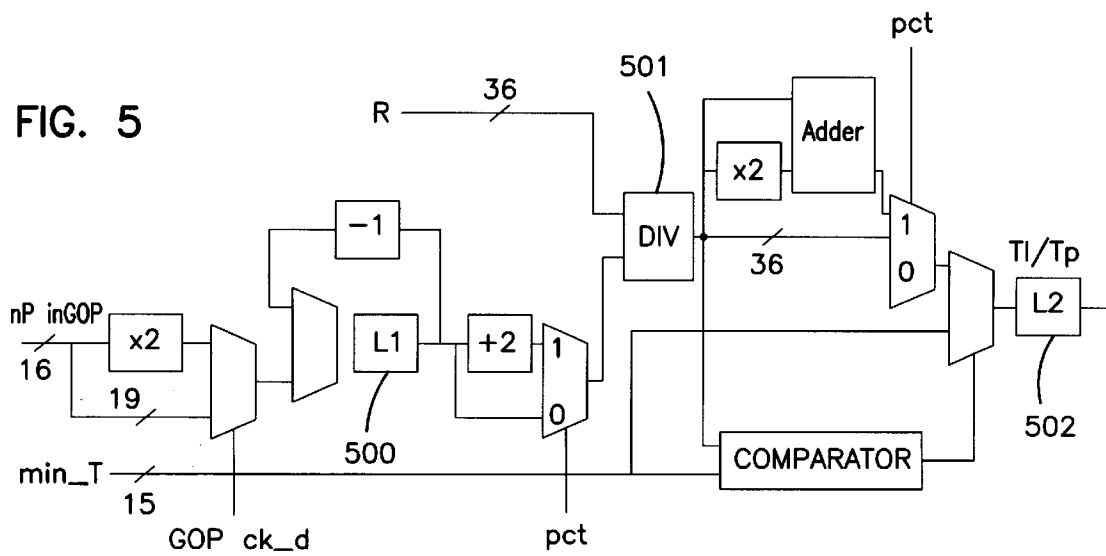 FIG. 5
pct
501
36
R
Adder
x2
DIV
-1
1
0
36
TI/Tp
L2
502
nP inGOP
16
x2
19
L1
500
+2
1
0
COMPARATOR
min_T
15
GOP ck_d
pct